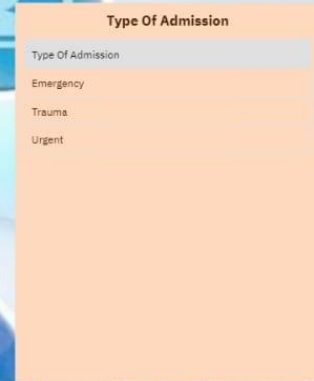 Type Of Admission
Type Of Admission
Emergency
Trauma
Urgent